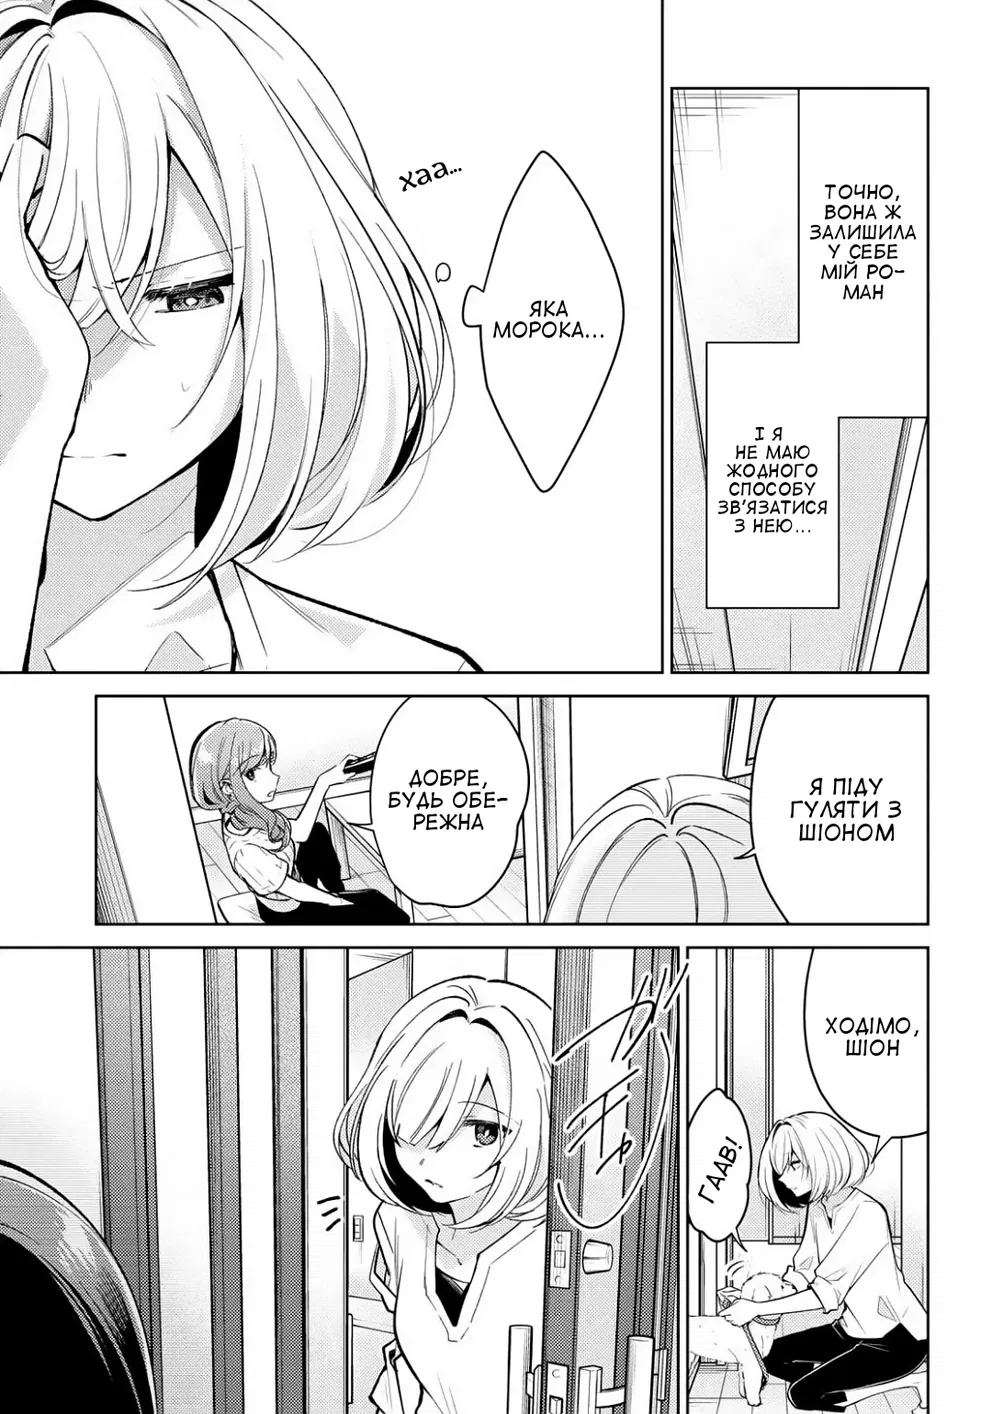 ТОЧНО,
ВОНА Ж
ЗАЛИШИЛА
У СЕБЕ
МІЙ РО-
МАН
І Я
НЕ МАЮ
ЖОДНОГО
СПОСОБУ
ЗВ'ЯЗАТИСЯ
З НЕЮ...
ЯКА
МОРОКА...
хаа...
Я ПІДУ
ГУЛЯТИ З
ШІОНОМ
ДОБРЕ,
БУДЬ ОБЕ-
РЕЖНА
ХОДІМО,
ШІОН
ГААВ!